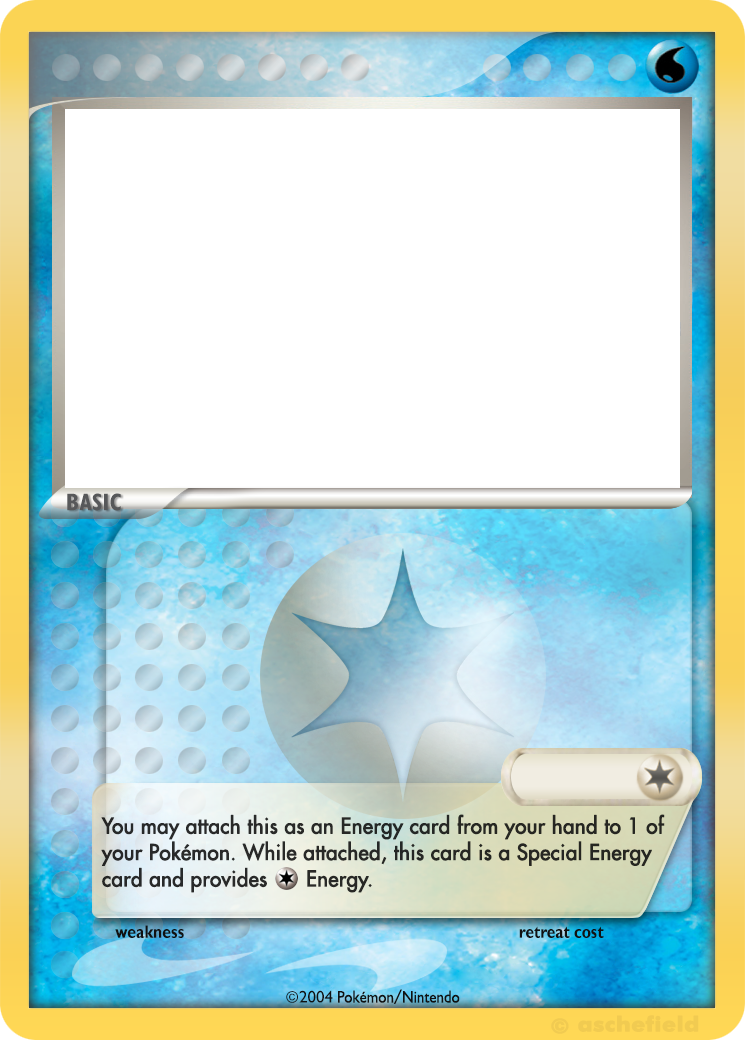 BASIC
You may attach this as an Energy card from your hand to 1 of
your Pokémon. While attached, this card is a Special Energy
card and provides Energy.
weakness retreat cost
©2004 Pokémon/Nintendo
© aschefield